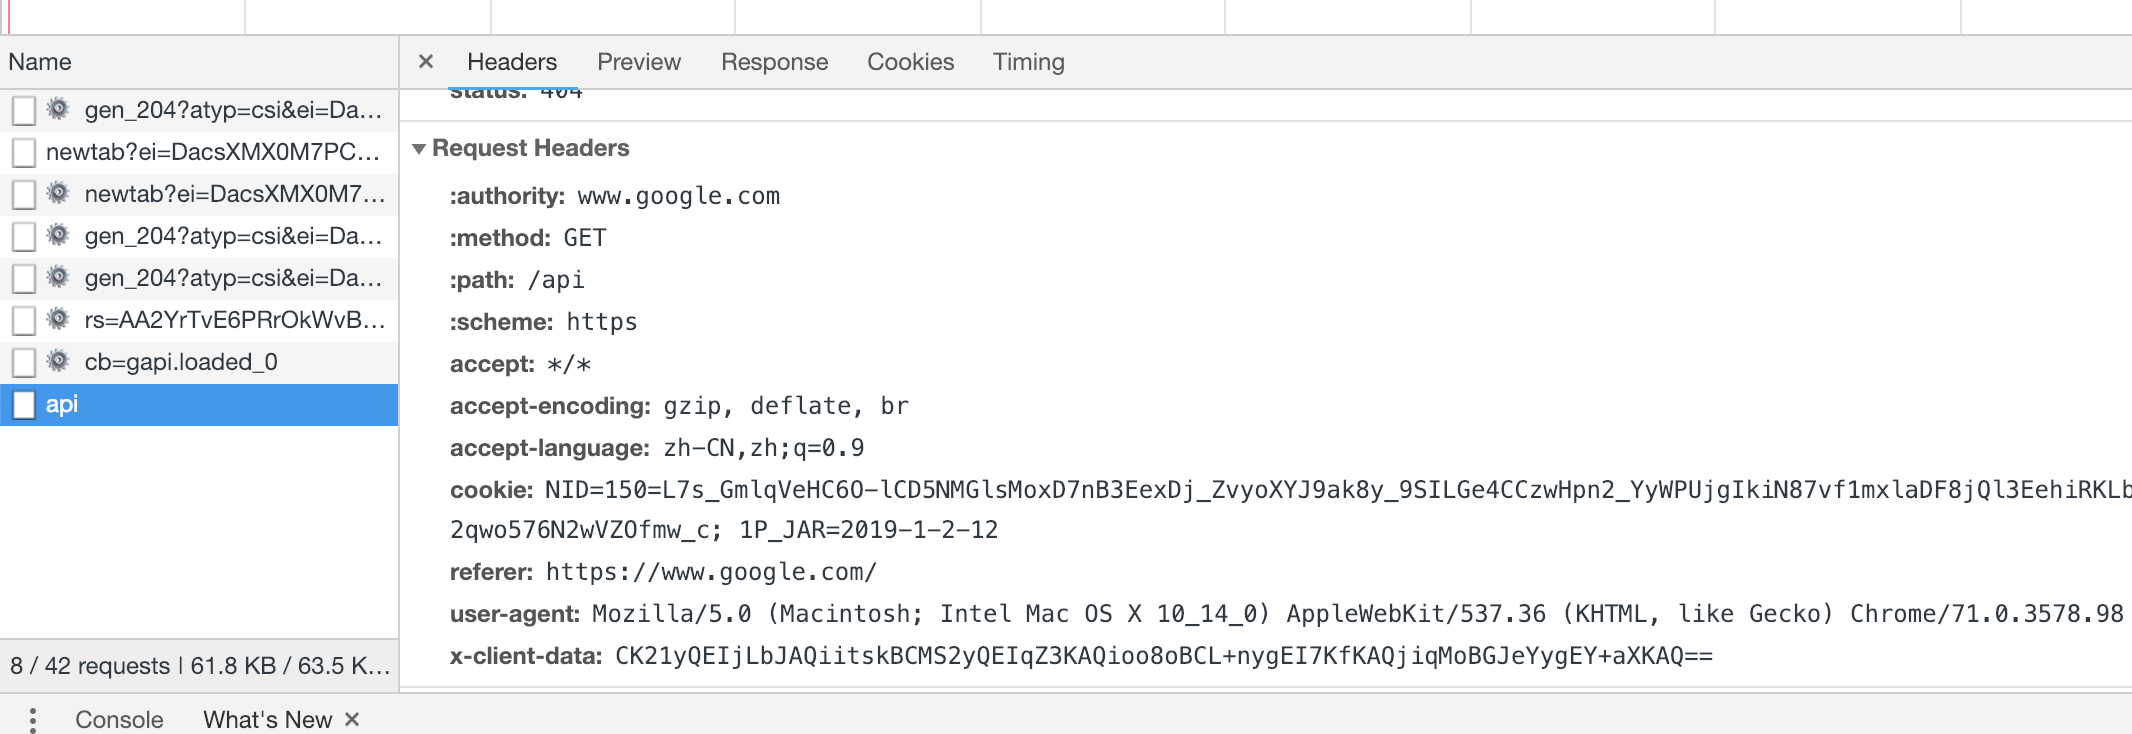 Name
× Headers Preview Response Cookies Timing
gen_204?atyp=csi&ei=Da...
newtab?ei=DacsXMX0M7PC...
newtab?ei=DacsXMX0M7...
gen_204?atyp=csi&ei=Da...
gen_204?atyp=csi&ei=Da...
rs=AA2YrTvE6PRrOkWvB...
cb=gapi.loaded_0
api
8 / 42 requests | 61.8 KB / 63.5 K...
status: 404
Request Headers
:authority: www.google.com
:method: GET
:path: /api
:scheme: https
accept: */*
accept-encoding: gzip, deflate, br
accept-language: zh-CN,zh;q=0.9
cookie: NID=150=L7s_GmlqVeHC6O-lCD5NMGlsMoxD7nB3EexDj_ZvyoXYJ9ak8y_9SILGe4CCzwHpn2_YyWPUjgIkiN87vf1mxlaDF8jQl3EehiRKLb
2qwo576N2wVZOfmw_c; 1P_JAR=2019-1-2-12
referer: https://www.google.com/
user-agent: Mozilla/5.0 (Macintosh; Intel Mac OS X 10_14_0) AppleWebKit/537.36 (KHTML, like Gecko) Chrome/71.0.3578.98
x-client-data: CK21yQEIjLbJAQiitskBCMS2yQEIqZ3KAQioo8oBCL+nygEI7KfKAQjiqMoBGJeYygEY+aXKAQ==
Console What's New ×